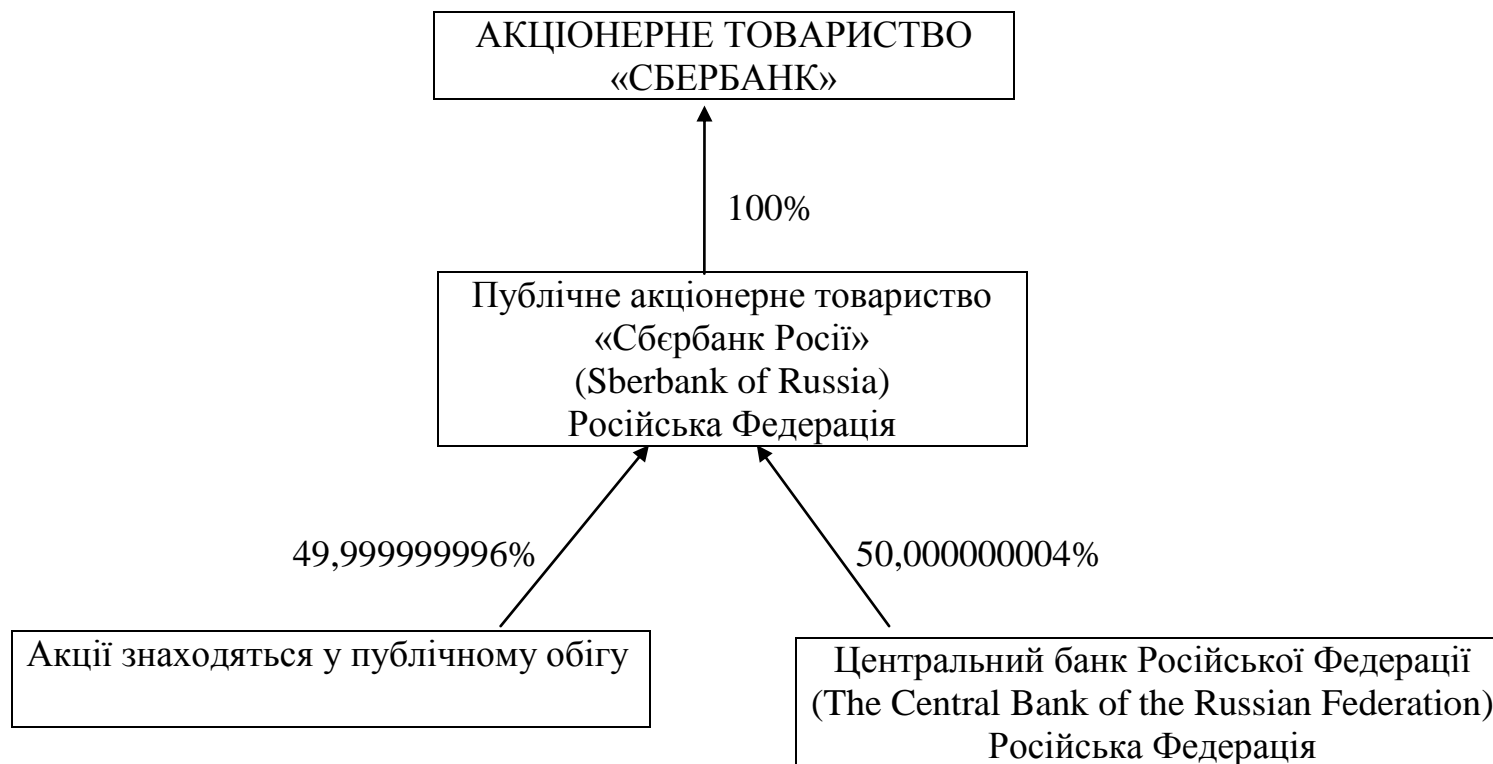 АКЦІОНЕРНЕ ТОВАРИСТВО
«СБЕРБАНК»
100%
Публічне акціонерне товариство
«Сбєрбанк Росії»
(Sberbank of Russia)
Російська Федерація
49,999999996%
50,000000004%
Акції знаходяться у публічному обігу
Центральний банк Російської Федерації
(The Central Bank of the Russian Federation)
Російська Федерація